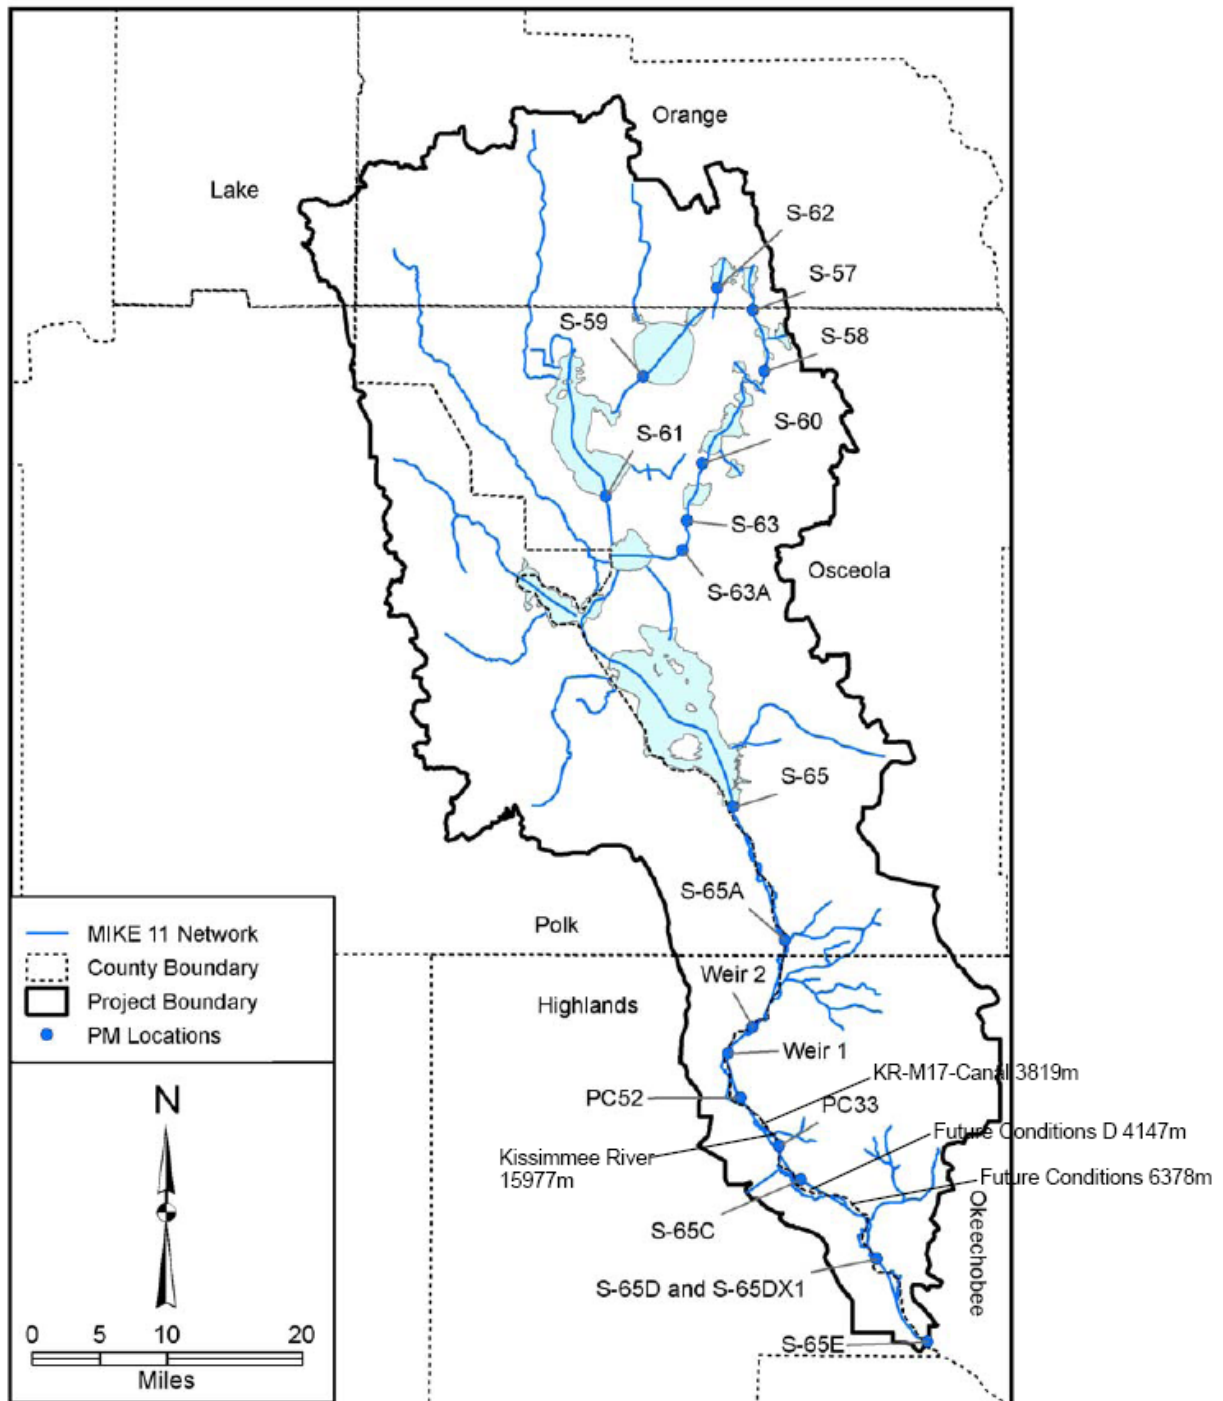 Orange
Lake
S-62
S-57
S-59
S-58
S-60
S-61
S-63
Osceola
S-63A
S-65
S-65A
Polk
Weir 2
Highlands
Weir 1
KR-M17-Canal 3819m
PC52
PC33
Future Conditions D 4147m
Kissimmee River
15977m
Future Conditions 6378m
S-65C
Okeechobee
S-65D and S-65DX1
S-65E
MIKE 11 Network
County Boundary
Project Boundary
PM Locations
N
0 5 10 20
Miles